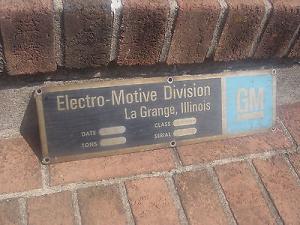 Electro-Motive Division
La Grange, Illinois
GM
DATE CLASS
TONS SERIAL